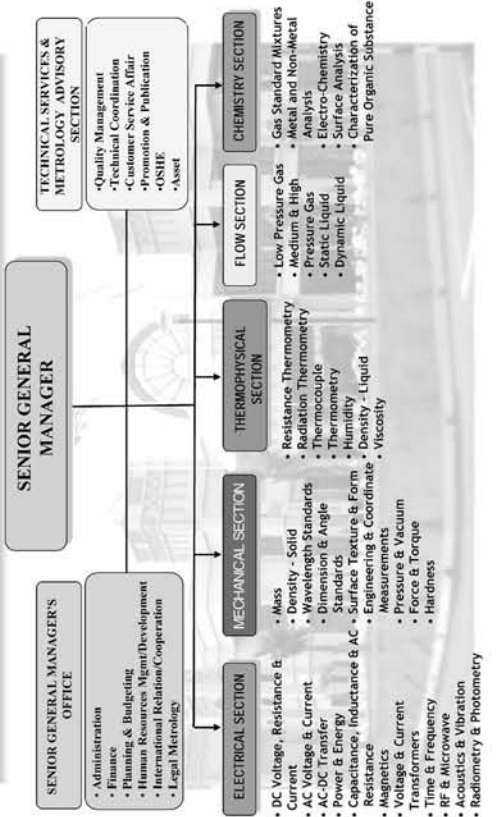 SENIOR GENERAL
MANAGER
SENIOR GENERAL MANAGER'S
OFFICE
• Administration
• Finance
• Planning & Budgeting
• Human Resources Mgmt/Development
• International Relation/Cooperation
• Legal Metrology
TECHNICAL SERVICES &
METROLOGY ADVISORY
SECTION
•Quality Management
•Technical Coordination
•Customer Service Affair
•Promotion & Publication
•OSHE
•Asset
ELECTRICAL SECTION
• DC Voltage, Resistance &
Current
• AC Voltage & Current
• AC-DC Transfer
• Power & Energy
• Capacitance, Inductance & AC
Resistance
• Magnetics
• Voltage & Current
Transformers
• Time & Frequency
• RF & Microwave
• Acoustics & Vibration
• Radiometry & Photometry
MECHANICAL SECTION
• Mass
• Density - Solid
• Wavelength Standards
• Dimension & Angle
Standards
• Surface Texture & Form
• Engineering & Coordinate
Measurements
• Pressure & Vacuum
• Force & Torque
• Hardness
THERMOPHYSICAL
SECTION
• Resistance Thermometry
• Radiation Thermometry
• Thermocouple
• Thermometry
• Humidity
• Density - Liquid
• Viscosity
FLOW SECTION
• Low Pressure Gas
• Medium & High
• Pressure Gas
• Static Liquid
• Dynamic Liquid
CHEMISTRY SECTION
• Gas Standard Mixtures
• Metal and Non-Metal
Analysis
• Electro-Chemistry
• Surface Analysis
• Characterization of
Pure Organic Substance